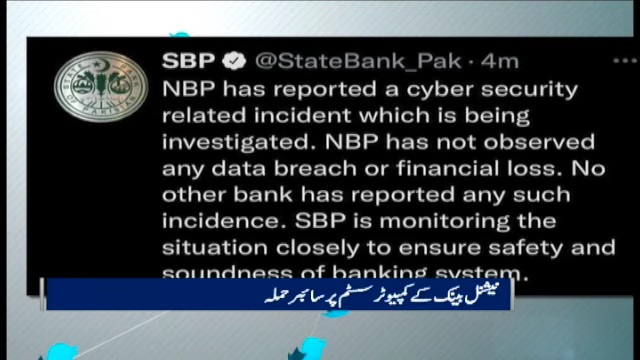 SBP @StateBank_Pak · 4m
NBP has reported a cyber security
related incident which is being
investigated. NBP has not observed
any data breach or financial loss. No
other bank has reported any such
incidence. SBP is monitoring the
situation closely to ensure safety and
soundness of banking system.
نیشنل بینک کے کمپیوٹر سسٹم پر سائبر حملہ